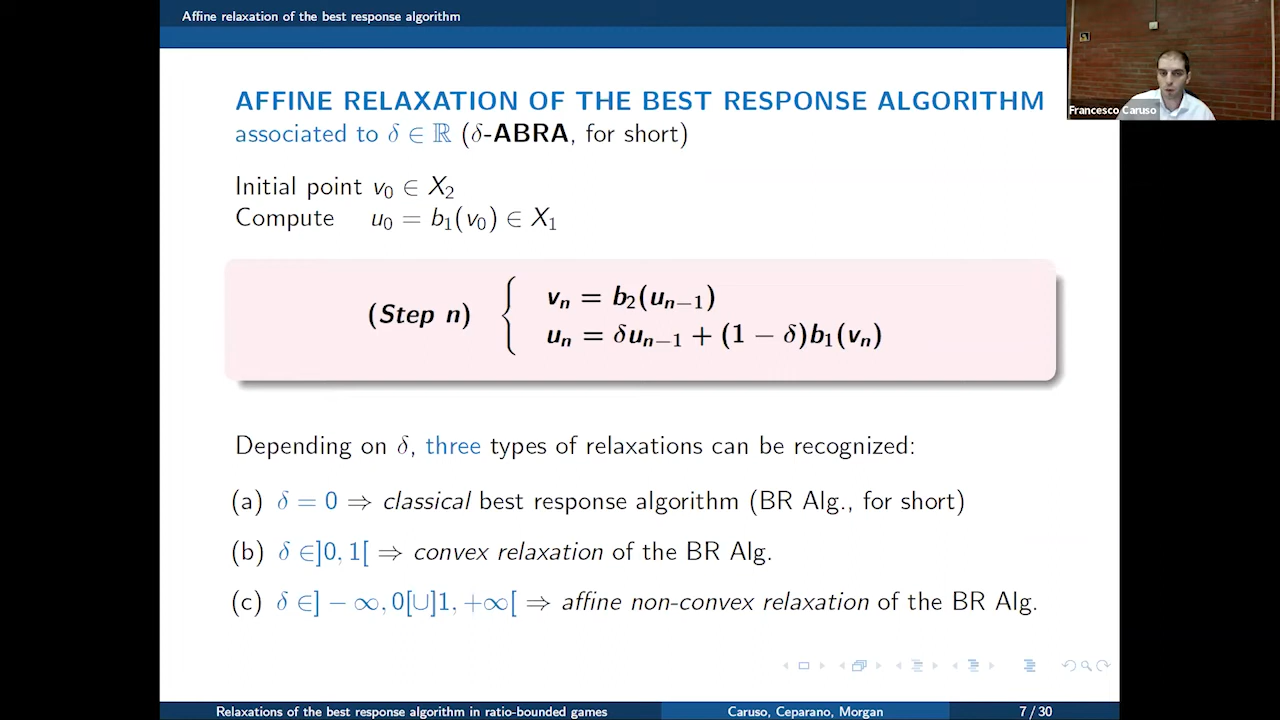 Affine relaxation of the best response algorithm
Francesco Caruso
AFFINE RELAXATION OF THE BEST RESPONSE ALGORITHM
associated to δ ∈ ℝ (δ-ABRA, for short)
Initial point v₀ ∈ X₂
Compute u₀ = b₁(v₀) ∈ X₁
(Step n) { vₙ = b₂(uₙ₋₁)
uₙ = δuₙ₋₁ + (1 − δ)b₁(vₙ)
Depending on δ, three types of relaxations can be recognized:
(a) δ = 0 ⇒ classical best response algorithm (BR Alg., for short)
(b) δ ∈]0, 1[ ⇒ convex relaxation of the BR Alg.
(c) δ ∈] − ∞, 0[∪]1, +∞[ ⇒ affine non-convex relaxation of the BR Alg.
Relaxations of the best response algorithm in ratio-bounded games
Caruso, Ceparano, Morgan
7 / 30